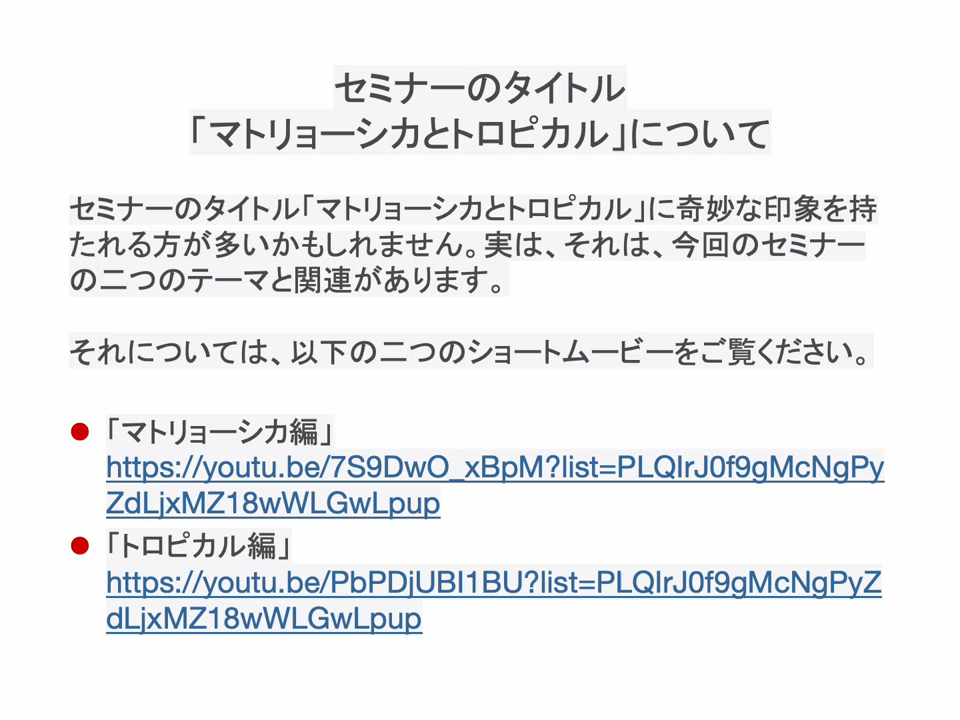 セミナーのタイトル
「マトリョーシカとトロピカル」について
セミナーのタイトル「マトリョーシカとトロピカル」に奇妙な印象を持
たれる方が多いかもしれません。実は、それは、今回のセミナー
の二つのテーマと関連があります。
それについては、以下の二つのショートムービーをご覧ください。
● 「マトリョーシカ編」
https://youtu.be/7S9DwO_xBpM?list=PLQIrJ0f9gMcNgPy
ZdLjxMZ18wWLGwLpup
● 「トロピカル編」
https://youtu.be/PbPDjUBI1BU?list=PLQIrJ0f9gMcNgPyZ
dLjxMZ18wWLGwLpup